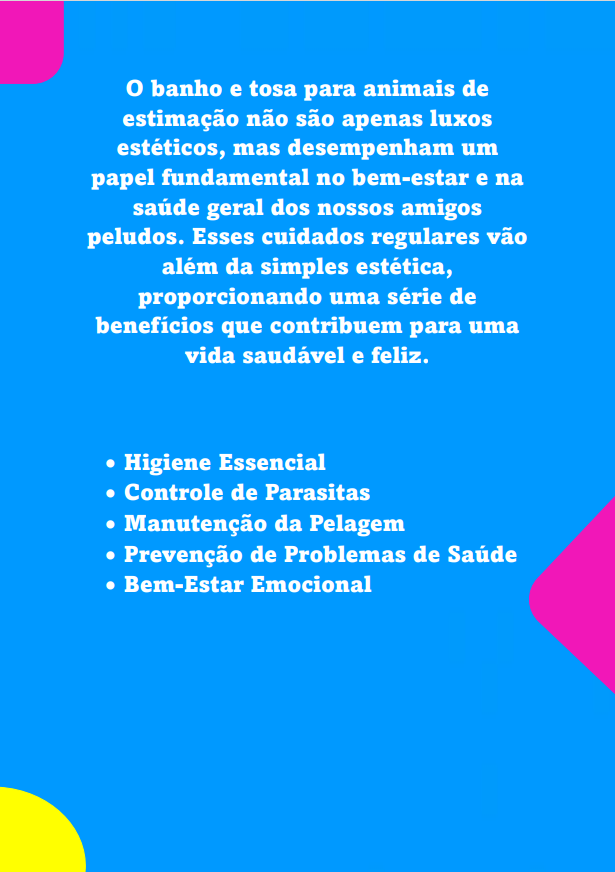 O banho e tosa para animais de
estimação não são apenas luxos
estéticos, mas desempenham um
papel fundamental no bem-estar e na
saúde geral dos nossos amigos
peludos. Esses cuidados regulares vão
além da simples estética,
proporcionando uma série de
benefícios que contribuem para uma
vida saudável e feliz.
• Higiene Essencial
• Controle de Parasitas
• Manutenção da Pelagem
• Prevenção de Problemas de Saúde
• Bem-Estar Emocional